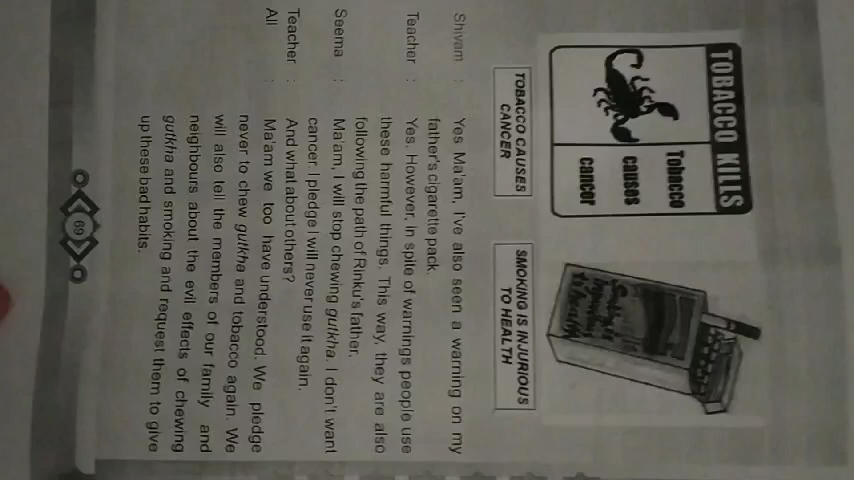 TOBACCO KILLS
Tobacco
causes
cancer
TOBACCO CAUSES
CANCER
SMOKING IS INJURIOUS
TO HEALTH
Shivam : Yes Ma'am, I've also seen a warning on my
father's cigarette pack.
Teacher : Yes. However, in spite of warnings people use
these harmful things. This way, they are also
following the path of Rinku's father.
Seema : Ma'am, I will stop chewing gutkha. I don't want
cancer. I pledge I will never use it again.
Teacher : And what about others?
All : Ma'am we too have understood. We pledge
never to chew gutkha and tobacco again. We
will also tell the members of our family and
neighbours about the evil effects of chewing
gutkha and smoking and request them to give
up these bad habits.
69